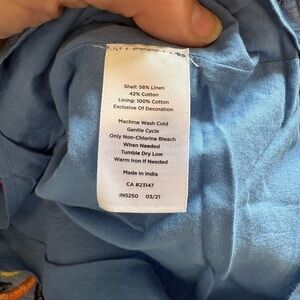 Shell: 58% Linen
42% Cotton
Lining: 100% Cotton
Exclusive Of Decoration
Machine Wash Cold
Gentle Cycle
Only Non-Chlorine Bleach
When Needed
Tumble Dry Low
Warm Iron If Needed
Made In India
CA #23147
IN5250 03/21